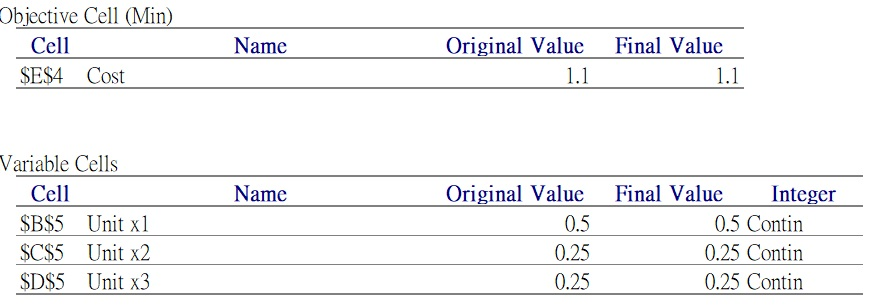 Objective Cell (Min)
Cell Name Original Value Final Value
$E$4 Cost 1.1 1.1
Variable Cells
Cell Name Original Value Final Value Integer
$B$5 Unit x1 0.5 0.5 Contin
$C$5 Unit x2 0.25 0.25 Contin
$D$5 Unit x3 0.25 0.25 Contin